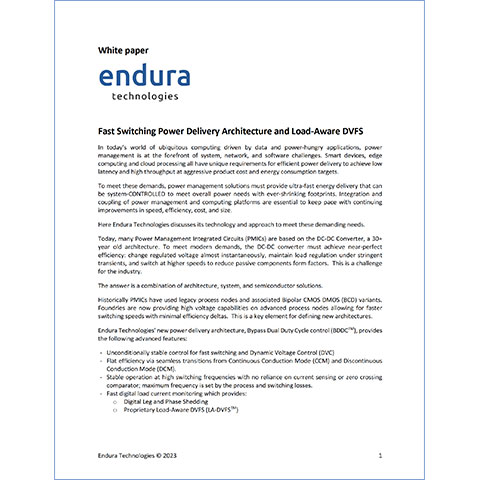 White paper
endura
technologies
Fast Switching Power Delivery Architecture and Load-Aware DVFS
In today's world of ubiquitous computing driven by data and power-hungry applications, power
management is at the forefront of system, network, and software challenges. Smart devices, edge
computing and cloud processing all have unique requirements for efficient power delivery to achieve low
latency and high throughput at aggressive product cost and energy consumption targets.
To meet these demands, power management solutions must provide ultra-fast energy delivery that can
be system-CONTROLLED to meet overall power needs with ever-shrinking footprints. Integration and
coupling of power management and computing platforms are essential to keep pace with continuing
improvements in speed, efficiency, cost, and size.
Here Endura Technologies discusses its technology and approach to meet these demanding needs.
Today, many Power Management Integrated Circuits (PMICs) are based on the DC-DC Converter, a 30+
year old architecture. To meet modern demands, the DC-DC converter must achieve near-perfect
efficiency: change regulated voltage almost instantaneously, maintain load regulation under stringent
transients, and switch at higher speeds to reduce passive components form factors. This is a challenge
for the industry.
The answer is a combination of architecture, system, and semiconductor solutions.
Historically PMICs have used legacy process nodes and associated Bipolar CMOS DMOS (BCD) variants.
Foundries are now providing high voltage capabilities on advanced process nodes allowing for faster
switching speeds with minimal efficiency deltas. This is a key element for defining new architectures.
Endura Technologies' new power delivery architecture, Bypass Dual Duty Cycle control (BDDC™), provides
the following advanced features:
- Unconditionally stable control for fast switching and Dynamic Voltage Control (DVC)
- Flat efficiency via seamless transitions from Continuous Conduction Mode (CCM) and Discontinuous
Conduction Mode (DCM).
- Stable operation at high switching frequencies with no reliance on current sensing or zero crossing
comparator; maximum frequency is set by the process and switching losses.
- Fast digital load current monitoring which provides:
o Digital Leg and Phase Shedding
o Proprietary Load-Aware DVFS (LA-DVFS™)
Endura Technologies © 2023 1